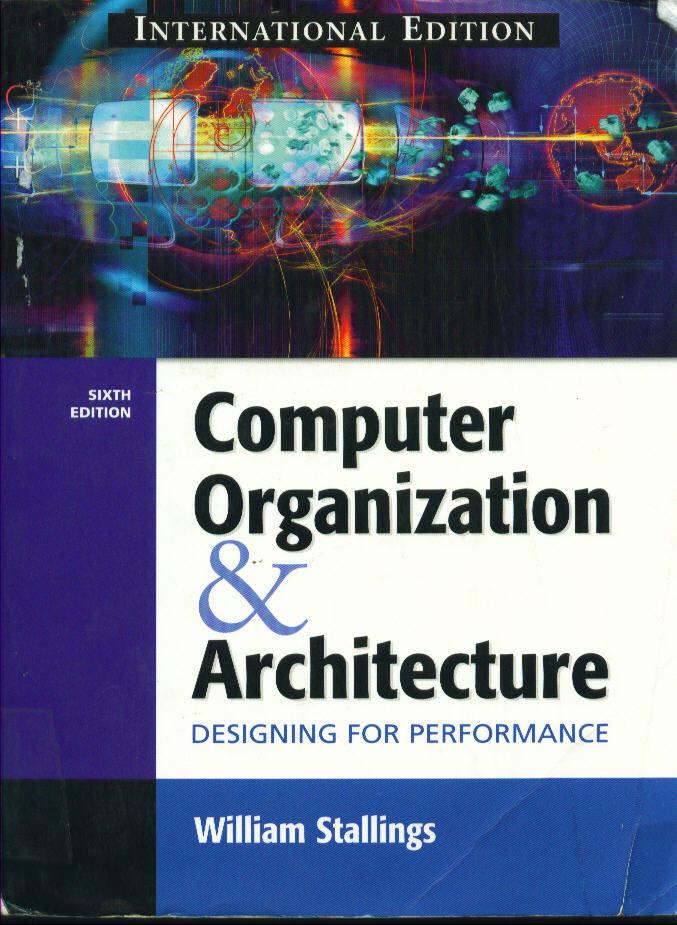 INTERNATIONAL EDITION
SIXTH
EDITION
Computer
Organization
&
Architecture
DESIGNING FOR PERFORMANCE
William Stallings